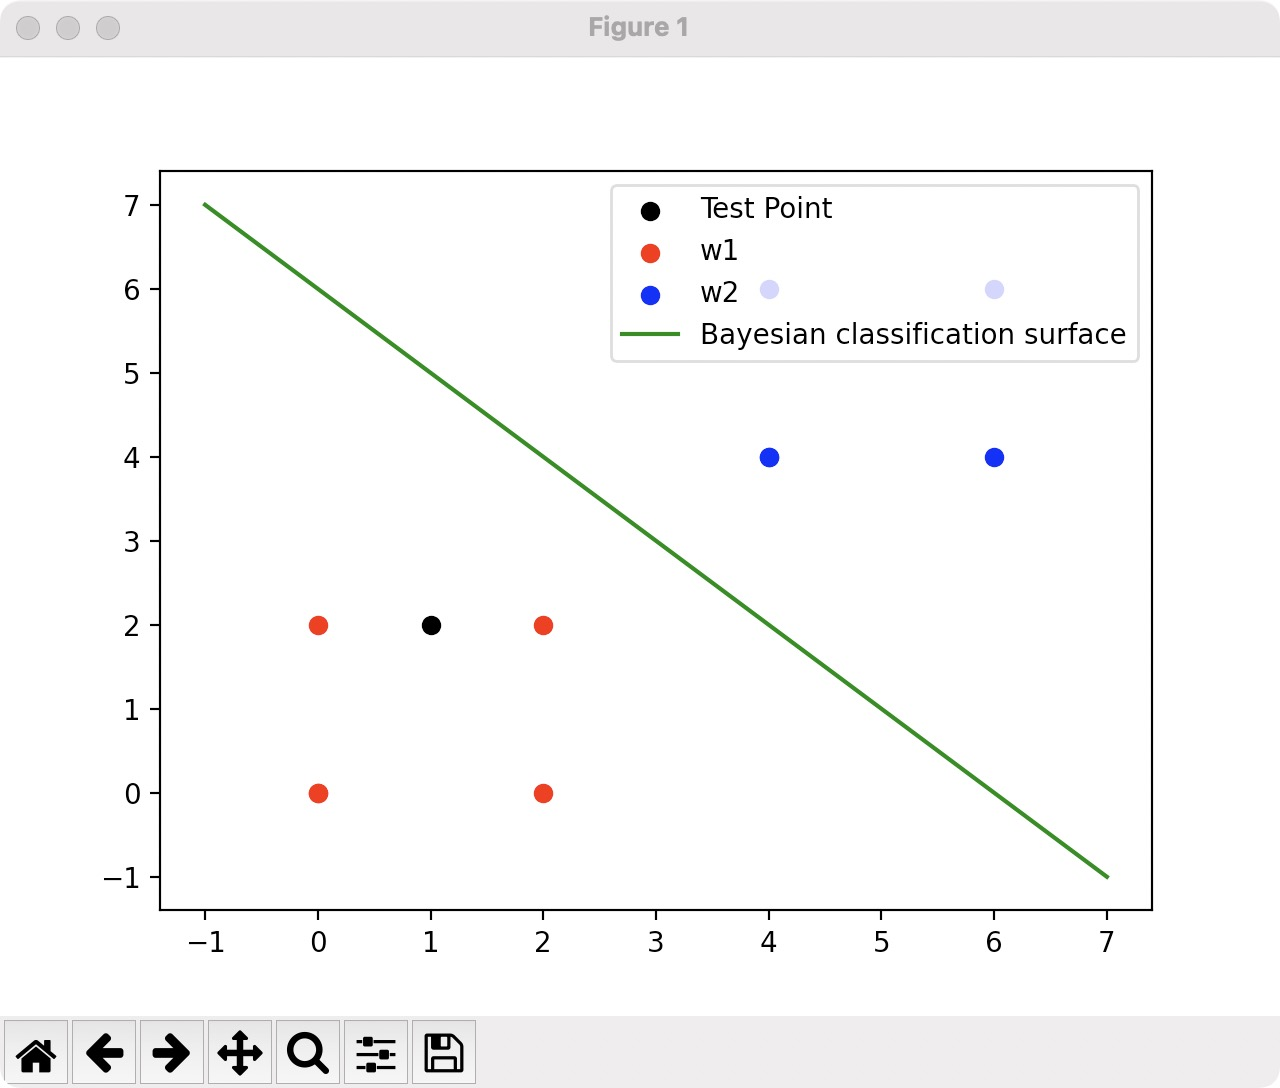 Figure 1
Test Point
w1
w2
Bayesian classification surface
7
6
5
4
3
2
1
0
−1
−1 0 1 2 3 4 5 6 7